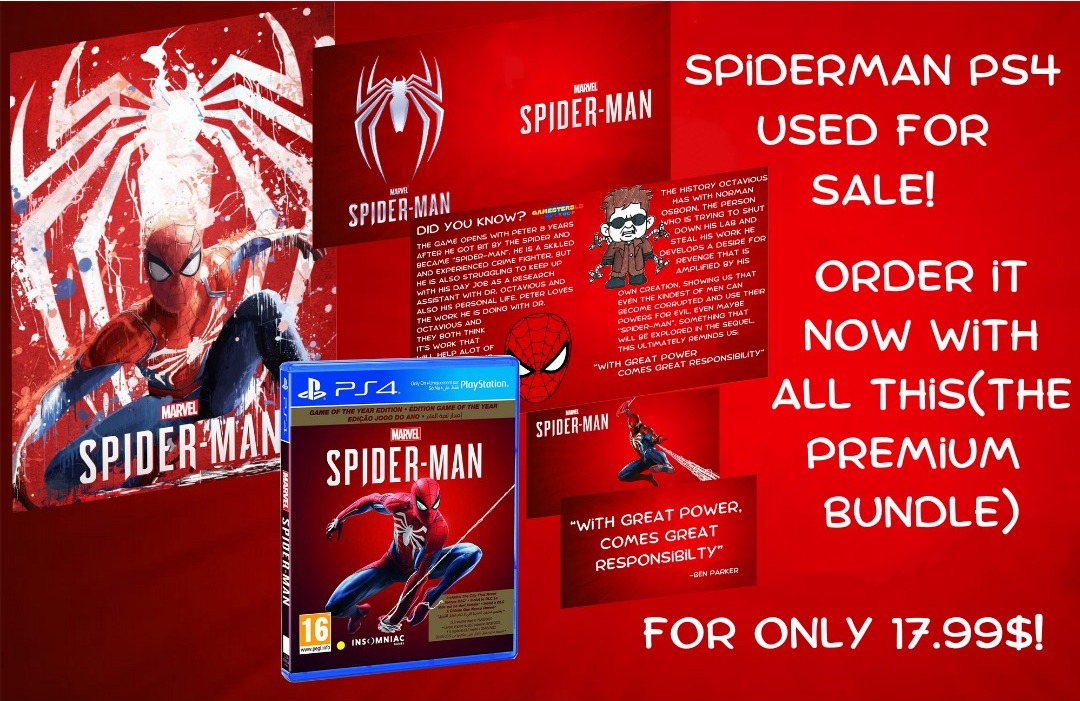 MARVEL
SPIDER-MAN
MARVEL
SPIDER-MAN
MARVEL
SPIDER-MAN
DID YOU KNOW?
THE GAME OPENS WITH PETER 8 YEARS
AFTER HE GOT BIT BY THE SPIDER AND
BECAME "SPIDER-MAN". HE IS A SKILLED
AND EXPERIENCED CRIME FIGHTER, BUT
HE IS ALSO STRUGGLING TO KEEP UP
WITH HIS DAY JOB AS A RESEARCH
ASSISTANT WITH DR. OCTAVIOUS AND
ALSO HIS PERSONAL LIFE. PETER LOVES
THE WORK HE IS DOING WITH DR.
OCTAVIOUS AND
THEY BOTH THINK
IT'S WORK THAT
WILL HELP ALOT OF
THE HISTORY OCTAVIOUS
HAS WITH NORMAN
OSBORN, THE PERSON
WHO IS TRYING TO SHUT
DOWN HIS LAB AND
STEAL HIS WORK HE
DEVELOPS A DESIRE FOR
REVENGE THAT IS
AMPLIFIED BY HIS
OWN CREATION, SHOWING US THAT
EVEN THE KINDEST OF MEN CAN
BECOME CORRUPTED AND USE THEIR
POWERS FOR EVIL, EVEN MAYBE
"SPIDER-MAN", SOMETHING THAT
WILL BE EXPLORED IN THE SEQUEL.
THIS ULTIMATELY REMINDS US:
"WITH GREAT POWER
COMES GREAT RESPONSIBILITY"
PS4
PlayStation.
GAME OF THE YEAR EDITION • ÉDITION GAME OF THE YEAR
EDIÇÃO JOGO DO ANO •
MARVEL
SPIDER-MAN
MARVEL SPIDER-MAN
16
www.pegi.info
INSOMNIAC
GAMES
MARVEL
SPIDER-MAN
"WITH GREAT POWER,
COMES GREAT
RESPONSIBILTY"
-BEN PARKER
SPIDERMAN PS4
USED FOR
SALE!
ORDER IT
NOW WITH
ALL THIS(THE
PREMIUM
BUNDLE)
FOR ONLY 17.99$!